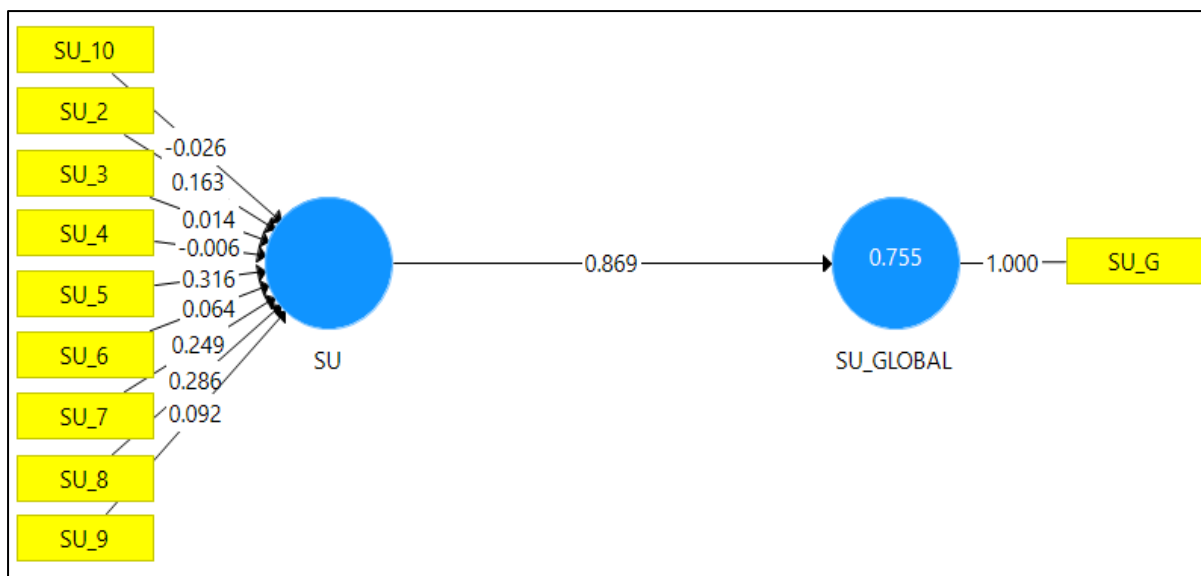 SU_10
SU_2
SU_3
SU_4
SU_5
SU_6
SU_7
SU_8
SU_9
-0.026
0.163
0.014
-0.006
0.316
0.064
0.249
0.286
0.092
SU
0.869
0.755
SU_GLOBAL
1.000
SU_G